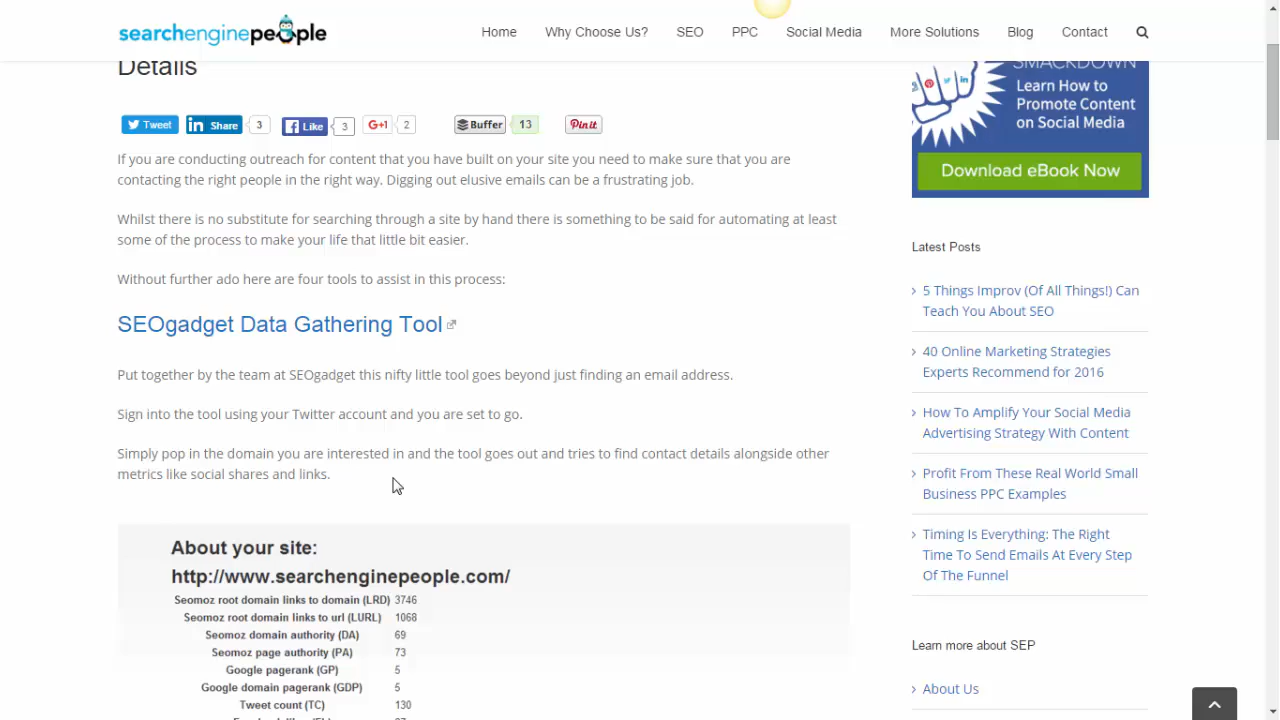 searchenginepeople
Home Why Choose Us? SEO PPC Social Media More Solutions Blog Contact
Details
Tweet Share 3 Like 3 G+1 2 Buffer 13 Pinit
If you are conducting outreach for content that you have built on your site you need to make sure that you are
contacting the right people in the right way. Digging out elusive emails can be a frustrating job.
Whilst there is no substitute for searching through a site by hand there is something to be said for automating at least
some of the process to make your life that little bit easier.
Without further ado here are four tools to assist in this process:
SEOgadget Data Gathering Tool
Put together by the team at SEOgadget this nifty little tool goes beyond just finding an email address.
Sign into the tool using your Twitter account and you are set to go.
Simply pop in the domain you are interested in and the tool goes out and tries to find contact details alongside other
metrics like social shares and links.
About your site:
http://www.searchenginepeople.com/
Seomoz root domain links to domain (LRD) 3746
Seomoz root domain links to url (LURL) 1068
Seomoz domain authority (DA) 69
Seomoz page authority (PA) 73
Google pagerank (GP) 5
Google domain pagerank (GDP) 5
Tweet count (TC) 130
SMACKDOWN
Learn How to
Promote Content
on Social Media
Download eBook Now
Latest Posts
5 Things Improv (Of All Things!) Can
Teach You About SEO
40 Online Marketing Strategies
Experts Recommend for 2016
How To Amplify Your Social Media
Advertising Strategy With Content
Profit From These Real World Small
Business PPC Examples
Timing Is Everything: The Right
Time To Send Emails At Every Step
Of The Funnel
Learn more about SEP
About Us